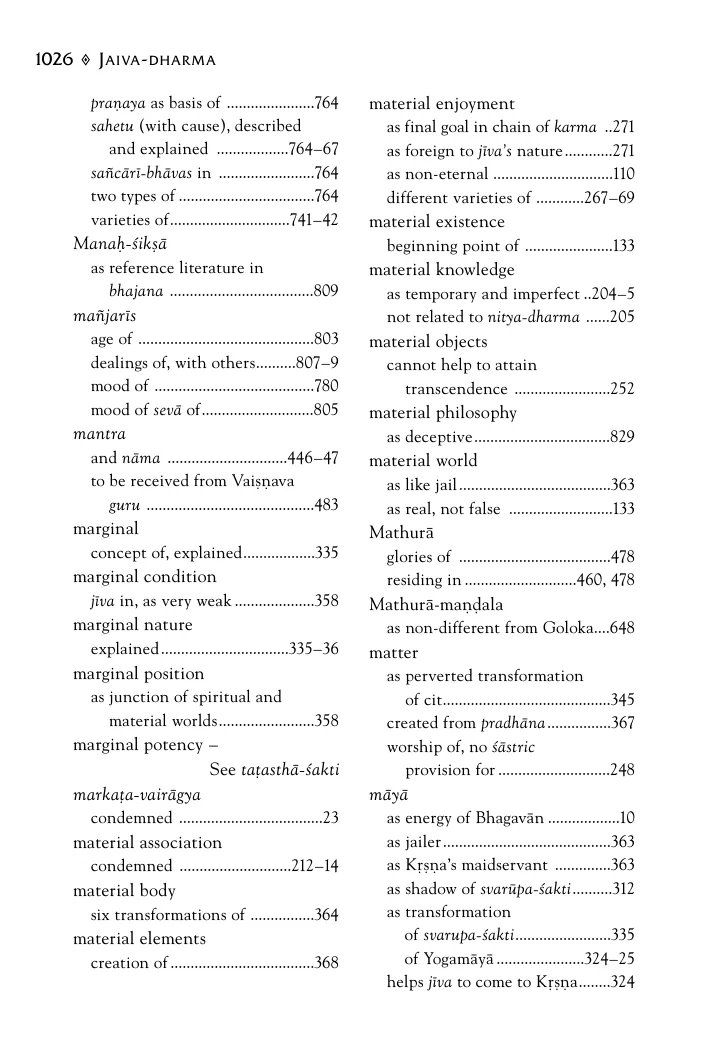 1026 ◈ JAIVA-DHARMA
praṇaya as basis of ......................764
sahetu (with cause), described
and explained ..................764–67
sañcārī-bhāvas in ........................764
two types of ..................................764
varieties of..............................741–42
Manaḥ-śikṣā
as reference literature in
bhajana ....................................809
mañjarīs
age of ............................................803
dealings of, with others..........807–9
mood of ........................................780
mood of sevā of............................805
mantra
and nāma ..............................446–47
to be received from Vaiṣṇava
guru ..........................................483
marginal
concept of, explained..................335
marginal condition
jīva in, as very weak ....................358
marginal nature
explained................................335–36
marginal position
as junction of spiritual and
material worlds........................358
marginal potency –
See taṭasthā-śakti
markaṭa-vairāgya
condemned ....................................23
material association
condemned ............................212–14
material body
six transformations of ................364
material elements
creation of....................................368
material enjoyment
as final goal in chain of karma ..271
as foreign to jīva's nature............271
as non-eternal ..............................110
different varieties of ............267–69
material existence
beginning point of ......................133
material knowledge
as temporary and imperfect ..204–5
not related to nitya-dharma ......205
material objects
cannot help to attain
transcendence ........................252
material philosophy
as deceptive..................................829
material world
as like jail......................................363
as real, not false ..........................133
Mathurā
glories of ......................................478
residing in ............................460, 478
Mathurā-maṇḍala
as non-different from Goloka....648
matter
as perverted transformation
of cit..........................................345
created from pradhāna................367
worship of, no śāstric
provision for ............................248
māyā
as energy of Bhagavān ..................10
as jailer..........................................363
as Kṛṣṇa's maidservant ..............363
as shadow of svarūpa-śakti..........312
as transformation
of svarupa-śakti........................335
of Yogamāyā ......................324–25
helps jīva to come to Kṛṣṇa........324